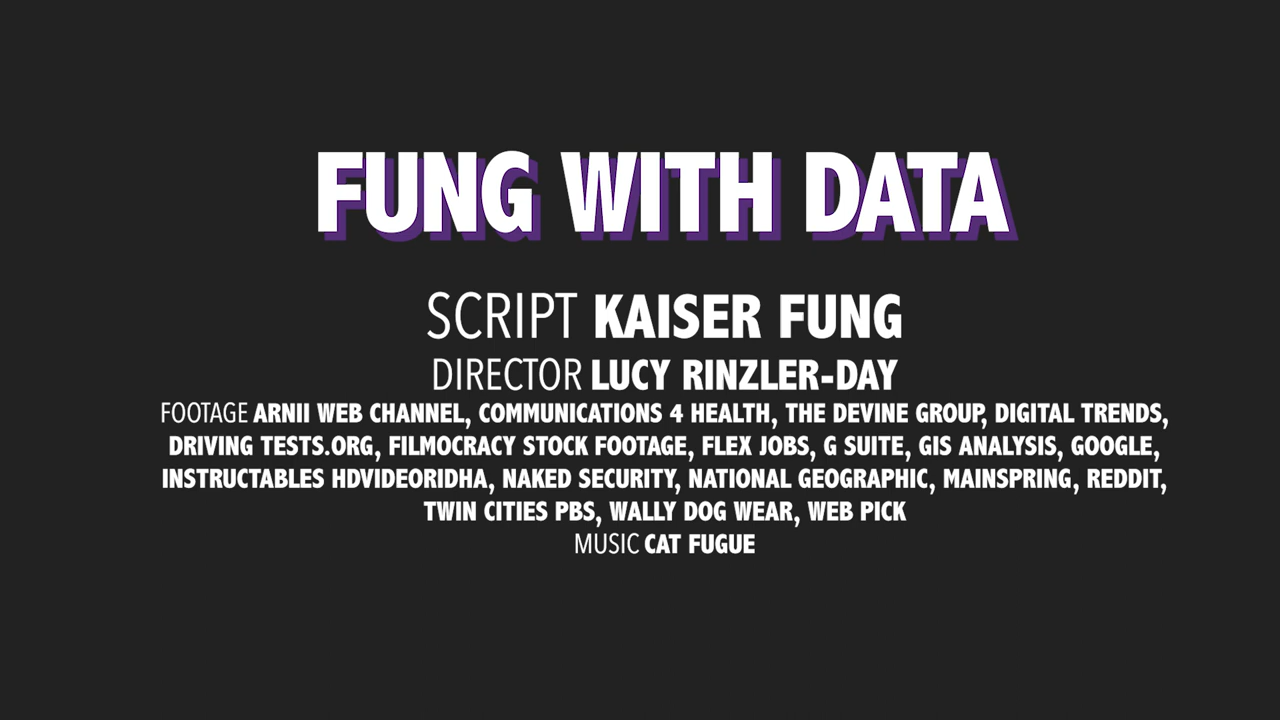 FUNG WITH DATA
SCRIPT KAISER FUNG
DIRECTOR LUCY RINZLER-DAY
FOOTAGE ARNII WEB CHANNEL, COMMUNICATIONS 4 HEALTH, THE DEVINE GROUP, DIGITAL TRENDS,
DRIVING TESTS.ORG, FILMOCRACY STOCK FOOTAGE, FLEX JOBS, G SUITE, GIS ANALYSIS, GOOGLE,
INSTRUCTABLES HDVIDEORIDHA, NAKED SECURITY, NATIONAL GEOGRAPHIC, MAINSPRING, REDDIT,
TWIN CITIES PBS, WALLY DOG WEAR, WEB PICK
MUSIC CAT FUGUE